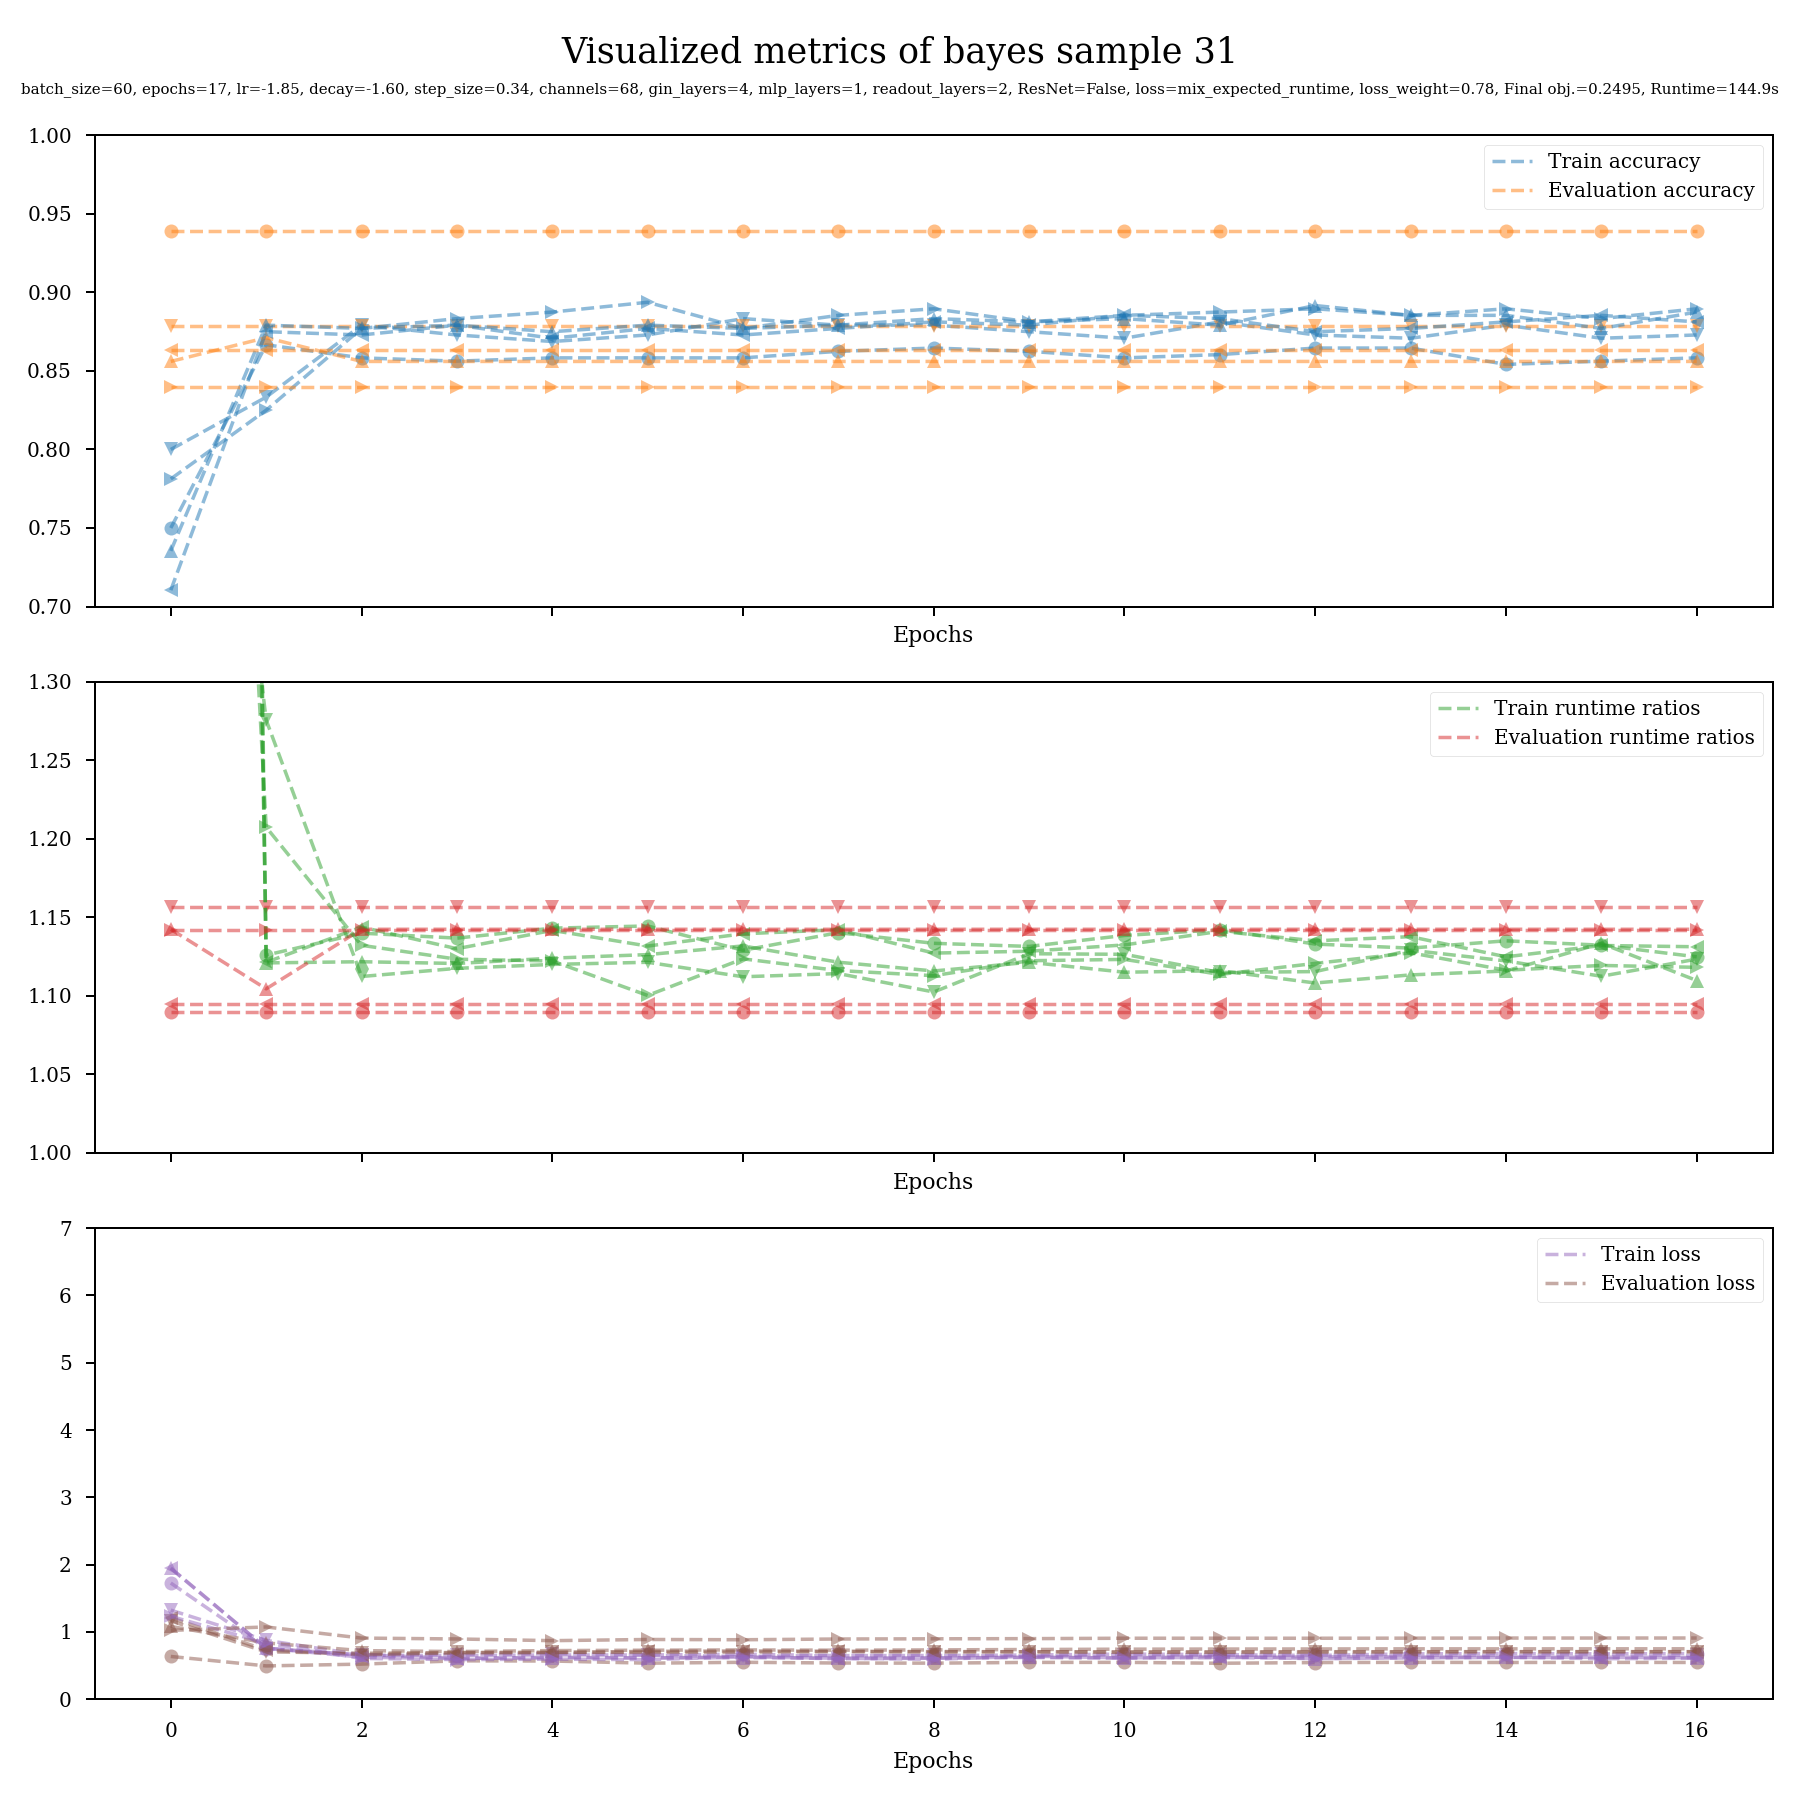 Visualized metrics of bayes sample 31
batch_size=60, epochs=17, lr=-1.85, decay=-1.60, step_size=0.34, channels=68, gin_layers=4, mlp_layers=1, readout_layers=2, ResNet=False, loss=mix_expected_runtime, loss_weight=0.78, Final obj.=0.2495, Runtime=144.9s
1.00
0.95
0.90
0.85
0.80
0.75
0.70
Train accuracy
Evaluation accuracy
Epochs
1.30
1.25
1.20
1.15
1.10
1.05
1.00
Train runtime ratios
Evaluation runtime ratios
Epochs
7
6
5
4
3
2
1
0
Train loss
Evaluation loss
0 2 4 6 8 10 12 14 16
Epochs